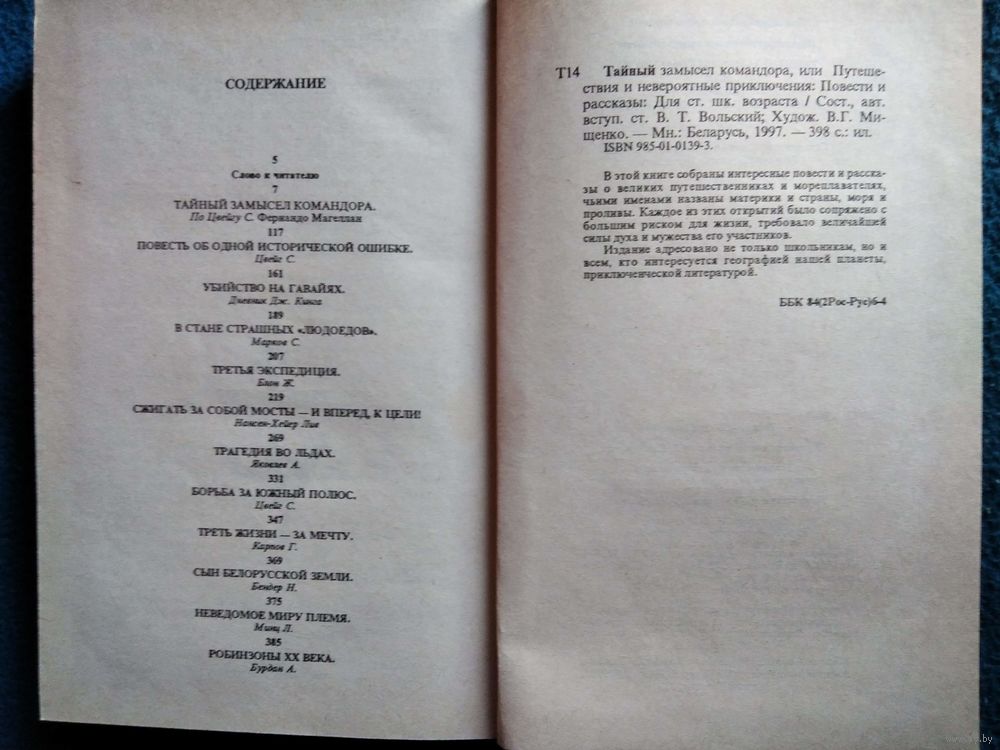 СОДЕРЖАНИЕ
5
Слово к читателю
7
ТАЙНЫЙ ЗАМЫСЕЛ КОМАНДОРА.
По Цвейгу С. Фернандо Магеллан
117
ПОВЕСТЬ ОБ ОДНОЙ ИСТОРИЧЕСКОЙ ОШИБКЕ.
Цвейг С.
161
УБИЙСТВО НА ГАВАЙЯХ.
Дневник Дж. Кинга
189
В СТАНЕ СТРАШНЫХ «ЛЮДОЕДОВ».
Марков С.
207
ТРЕТЬЯ ЭКСПЕДИЦИЯ.
Блон Ж.
219
СЖИГАТЬ ЗА СОБОЙ МОСТЫ — И ВПЕРЕД, К ЦЕЛИ!
Нансен-Хейер Лив
269
ТРАГЕДИЯ ВО ЛЬДАХ.
Яковлев А.
331
БОРЬБА ЗА ЮЖНЫЙ ПОЛЮС.
Цвейг С.
347
ТРЕТЬ ЖИЗНИ — ЗА МЕЧТУ.
Карпов Г.
369
СЫН БЕЛОРУССКОЙ ЗЕМЛИ.
Бендер Н.
375
НЕВЕДОМОЕ МИРУ ПЛЕМЯ.
Минц Л.
385
РОБИНЗОНЫ XX ВЕКА.
Бурдан А.
Т14 Тайный замысел командора, или Путеше-
ствия и невероятные приключения: Повести и
рассказы: Для ст. шк. возраста / Сост., авт.
вступ. ст. В. Т. Вольский; Худож. В.Г. Ми-
щенко. — Мн.: Беларусь, 1997. — 398 с.: ил.
ISBN 985-01-0139-3.
В этой книге собраны интересные повести и расска-
зы о великих путешественниках и мореплавателях,
чьими именами названы материки и страны, моря и
проливы. Каждое из этих открытий было сопряжено с
большим риском для жизни, требовало величайшей
силы духа и мужества его участников.
Издание адресовано не только школьникам, но и
всем, кто интересуется географией нашей планеты,
приключенческой литературой.
ББК 84(2Рос-Рус)6-4